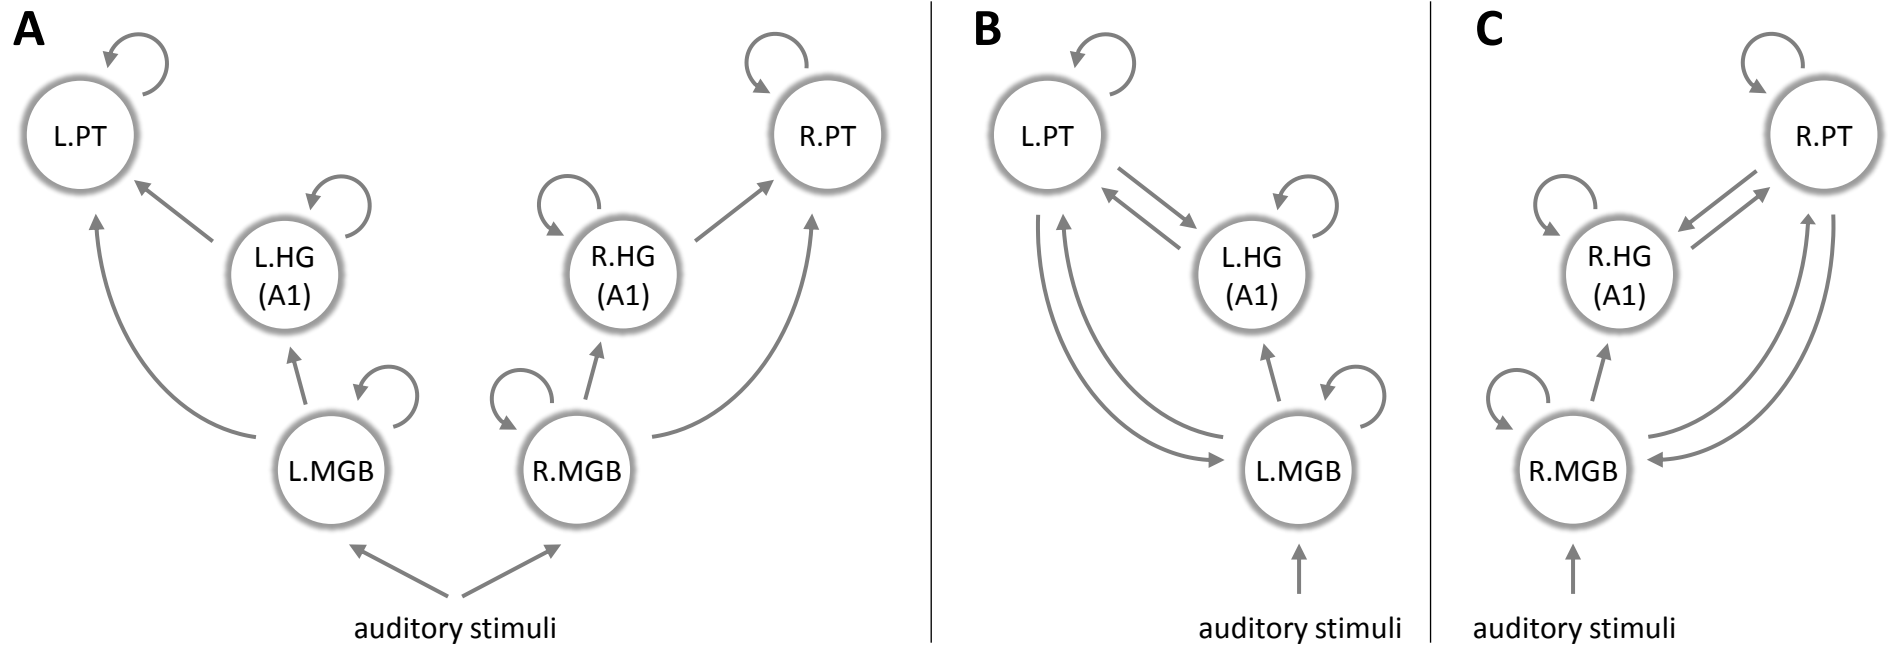 A
L.PT
R.PT
L.HG
(A1)
R.HG
(A1)
L.MGB
R.MGB
auditory stimuli
B
L.PT
L.HG
(A1)
L.MGB
auditory stimuli
C
R.PT
R.HG
(A1)
R.MGB
auditory stimuli